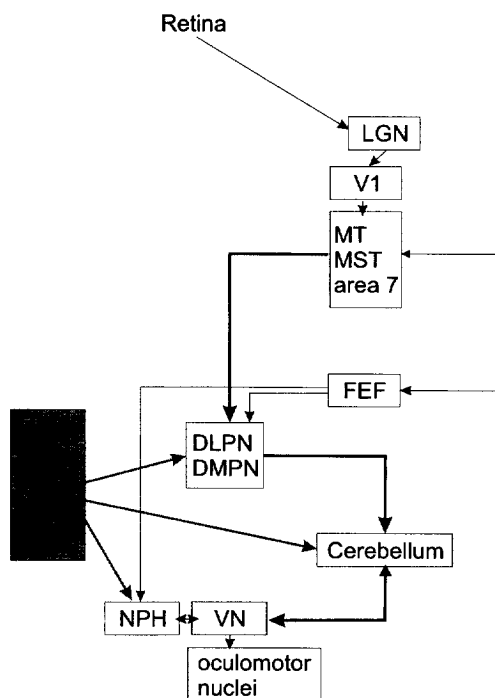 Retina
LGN
V1
MT
MST
area 7
FEF
DLPN
DMPN
Cerebellum
NPH
VN
oculomotor
nuclei